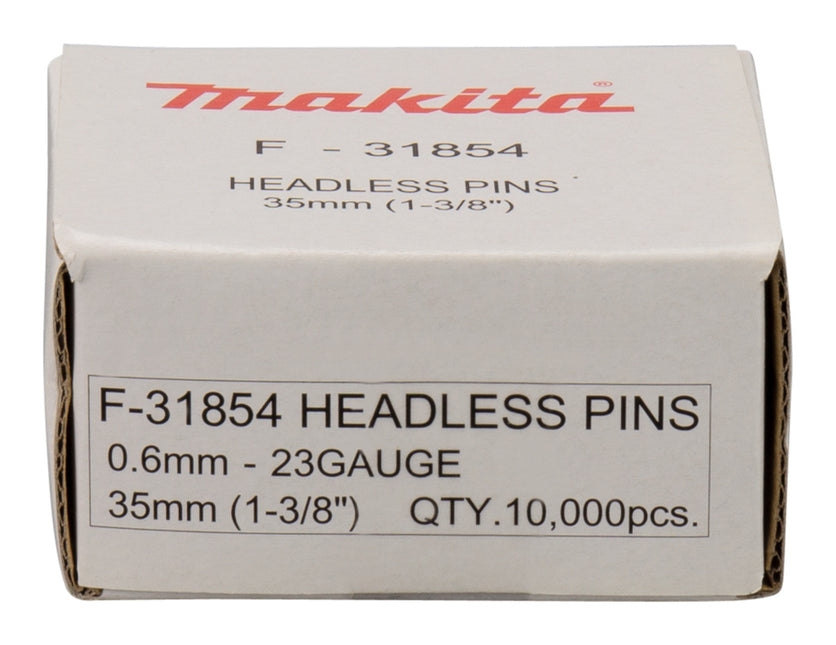 makita®
F - 31854
HEADLESS PINS
35mm (1-3/8")
F-31854 HEADLESS PINS
0.6mm - 23GAUGE
35mm (1-3/8") QTY.10,000pcs.